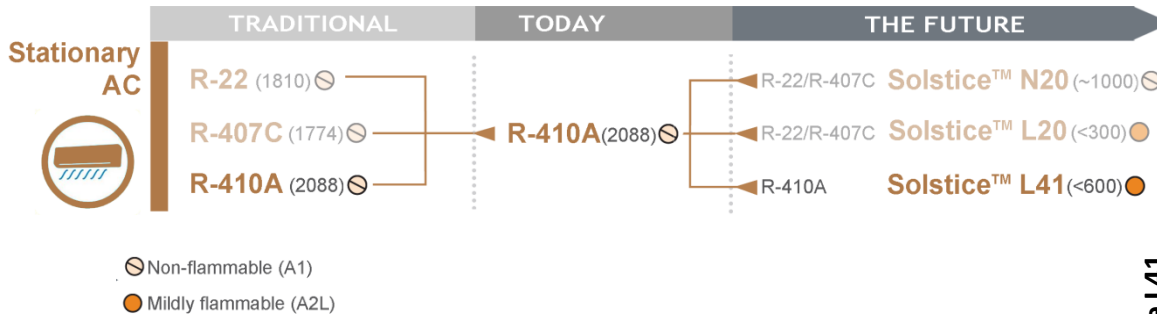 TRADITIONAL TODAY THE FUTURE
Stationary
AC
R-22 (1810)
R-407C (1774)
R-410A (2088)
R-410A(2088)
R-22/R-407C Solstice™ N20 (~1000)
R-22/R-407C Solstice™ L20 (<300)
R-410A Solstice™ L41(<600)
Non-flammable (A1)
Mildly flammable (A2L)
L41